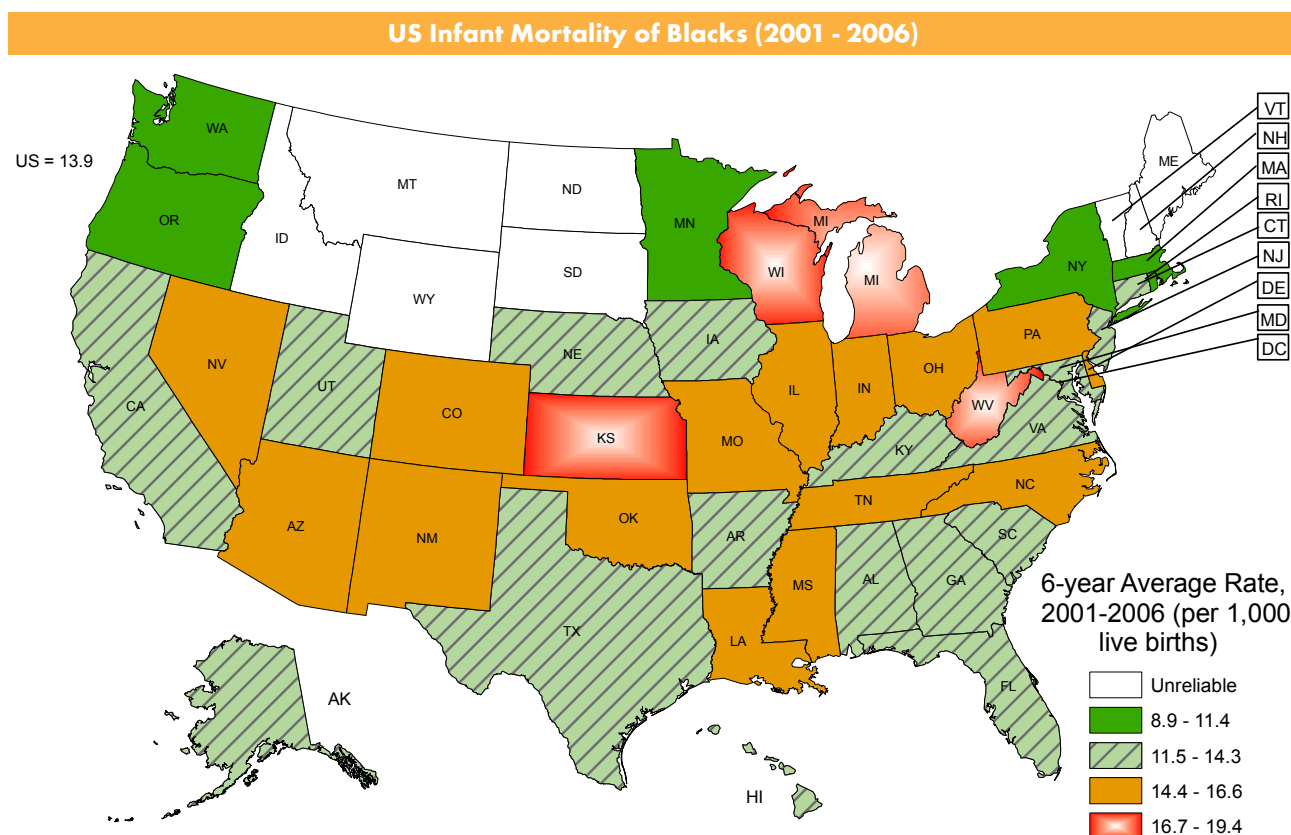 US Infant Mortality of Blacks (2001 - 2006)
US = 13.9
WA
OR
ID
MT
ND
SD
WY
MN
WI
MI
MI
NY
ME
VT
NH
MA
RI
CT
NJ
DE
MD
DC
CA
NV
UT
CO
NE
IA
KS
MO
IL
IN
OH
PA
WV
VA
KY
AZ
NM
OK
AR
TN
NC
SC
MS
AL
GA
LA
TX
FL
AK
HI
6-year Average Rate,
2001-2006 (per 1,000
live births)
Unreliable
8.9 - 11.4
11.5 - 14.3
14.4 - 16.6
16.7 - 19.4